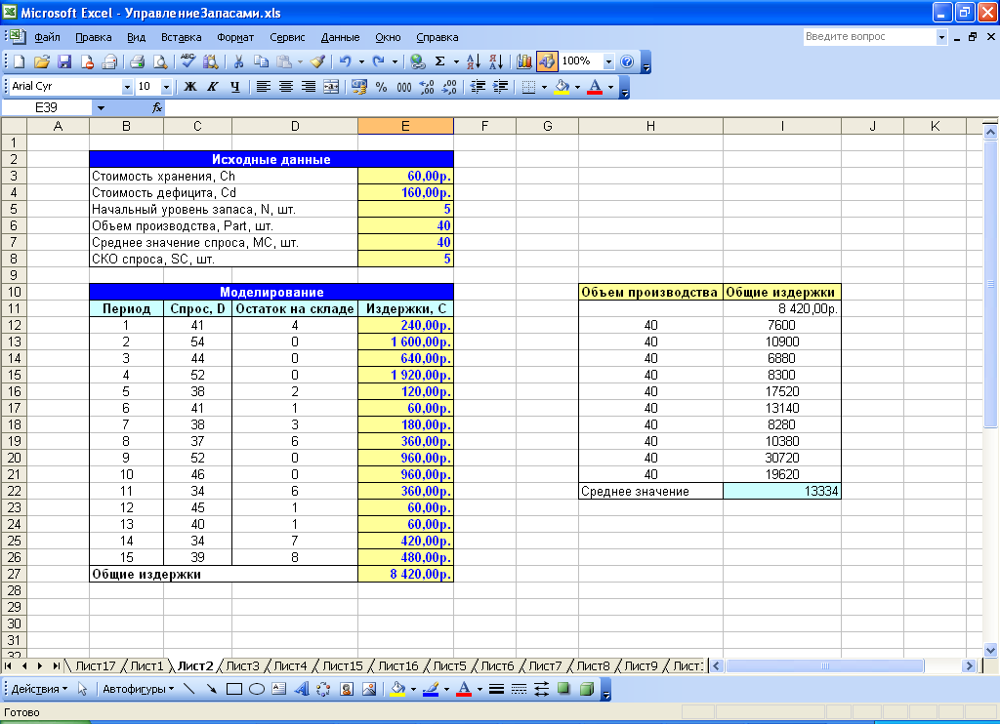 Microsoft Excel - УправлениеЗапасами.xls
Файл Правка Вид Вставка Формат Сервис Данные Окно Справка Введите вопрос
100%
Arial Cyr 10 Ж К Ч % 000
E39 fx
A B C D E F G H I J K
1
2 Исходные данные
3 Стоимость хранения, Ch 60,00р.
4 Стоимость дефицита, Cd 160,00р.
5 Начальный уровень запаса, N, шт. 5
6 Объем производства, Part, шт. 40
7 Среднее значение спроса, МС, шт. 40
8 СКО спроса, SC, шт. 5
9
10 Моделирование Объем производства Общие издержки
11 Период Спрос, D Остаток на складе Издержки, С 8 420,00р.
12 1 41 4 240,00р. 40 7600
13 2 54 0 1 600,00р. 40 10900
14 3 44 0 640,00р. 40 6880
15 4 52 0 1 920,00р. 40 8300
16 5 38 2 120,00р. 40 17520
17 6 41 1 60,00р. 40 13140
18 7 38 3 180,00р. 40 8280
19 8 37 6 360,00р. 40 10380
20 9 52 0 960,00р. 40 30720
21 10 46 0 960,00р. 40 19620
22 11 34 6 360,00р. Среднее значение 13334
23 12 45 1 60,00р.
24 13 40 1 60,00р.
25 14 34 7 420,00р.
26 15 39 8 480,00р.
27 Общие издержки 8 420,00р.
28
29
30
31
32
Лист17 Лист1 Лист2 Лист3 Лист4 Лист15 Лист16 Лист5 Лист6 Лист7 Лист8 Лист9 Лист:
Действия Автофигуры
Готово